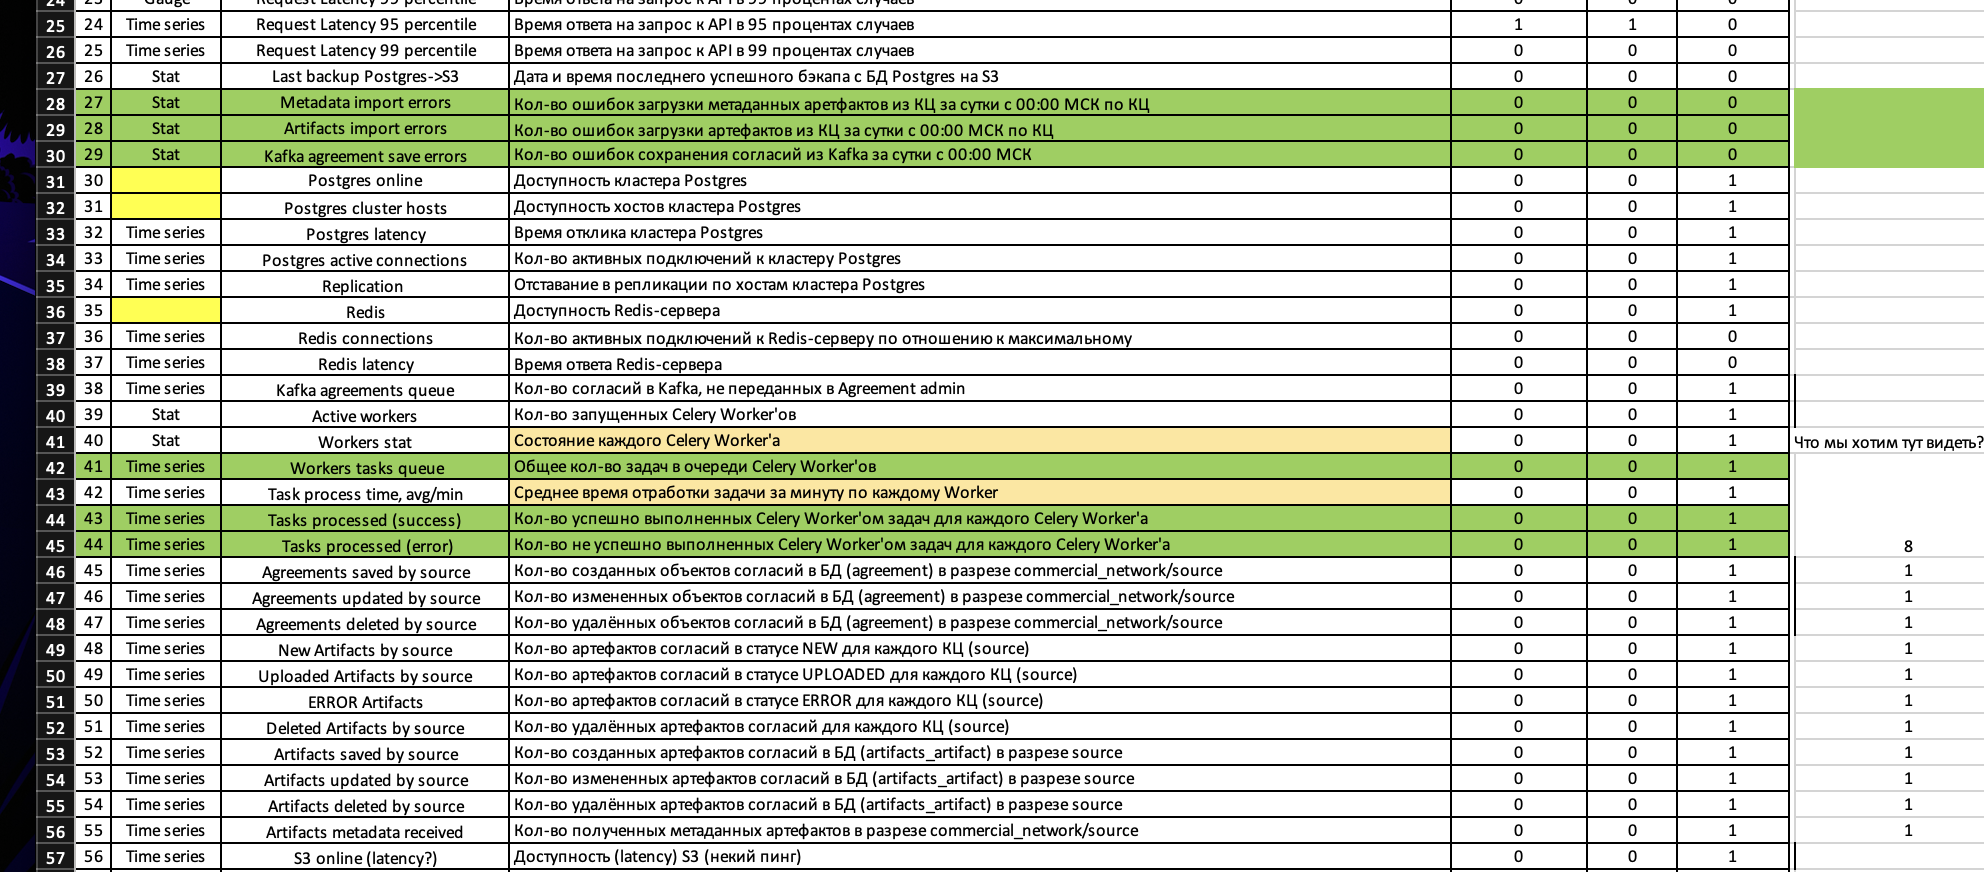 24 23 Gauge Request Latency 95 percentile Время ответа на запрос к API в 95 процентах случаев 0 0 0
25 24 Time series Request Latency 95 percentile Время ответа на запрос к API в 95 процентах случаев 1 1 0
26 25 Time series Request Latency 99 percentile Время ответа на запрос к API в 99 процентах случаев 0 0 0
27 26 Stat Last backup Postgres->S3 Дата и время последнего успешного бэкапа с БД Postgres на S3 0 0 0
28 27 Stat Metadata import errors Кол-во ошибок загрузки метаданных аретфактов из КЦ за сутки с 00:00 МСК по КЦ 0 0 0
29 28 Stat Artifacts import errors Кол-во ошибок загрузки артефактов из КЦ за сутки с 00:00 МСК по КЦ 0 0 0
30 29 Stat Kafka agreement save errors Кол-во ошибок сохранения согласий из Kafka за сутки с 00:00 МСК 0 0 0
31 30 Postgres online Доступность кластера Postgres 0 0 1
32 31 Postgres cluster hosts Доступность хостов кластера Postgres 0 0 1
33 32 Time series Postgres latency Время отклика кластера Postgres 0 0 1
34 33 Time series Postgres active connections Кол-во активных подключений к кластеру Postgres 0 0 1
35 34 Time series Replication Отставание в репликации по хостам кластера Postgres 0 0 1
36 35 Redis Доступность Redis-сервера 0 0 1
37 36 Time series Redis connections Кол-во активных подключений к Redis-серверу по отношению к максимальному 0 0 0
38 37 Time series Redis latency Время ответа Redis-сервера 0 0 0
39 38 Time series Kafka agreements queue Кол-во согласий в Kafka, не переданных в Agreement admin 0 0 1
40 39 Stat Active workers Кол-во запущенных Celery Worker'ов 0 0 1
41 40 Stat Workers stat Состояние каждого Celery Worker'а 0 0 1 Что мы хотим тут видеть?
42 41 Time series Workers tasks queue Общее кол-во задач в очереди Celery Worker'ов 0 0 1
43 42 Time series Task process time, avg/min Среднее время отработки задачи за минуту по каждому Worker 0 0 1
44 43 Time series Tasks processed (success) Кол-во успешно выполненных Celery Worker'ом задач для каждого Celery Worker'а 0 0 1
45 44 Time series Tasks processed (error) Кол-во не успешно выполненных Celery Worker'ом задач для каждого Celery Worker'а 0 0 1 8
46 45 Time series Agreements saved by source Кол-во созданных объектов согласий в БД (agreement) в разрезе commercial_network/source 0 0 1 1
47 46 Time series Agreements updated by source Кол-во измененных объектов согласий в БД (agreement) в разрезе commercial_network/source 0 0 1 1
48 47 Time series Agreements deleted by source Кол-во удалённых объектов согласий в БД (agreement) в разрезе commercial_network/source 0 0 1 1
49 48 Time series New Artifacts by source Кол-во артефактов согласий в статусе NEW для каждого КЦ (source) 0 0 1 1
50 49 Time series Uploaded Artifacts by source Кол-во артефактов согласий в статусе UPLOADED для каждого КЦ (source) 0 0 1 1
51 50 Time series ERROR Artifacts Кол-во артефактов согласий в статусе ERROR для каждого КЦ (source) 0 0 1 1
52 51 Time series Deleted Artifacts by source Кол-во удалённых артефактов согласий для каждого КЦ (source) 0 0 1 1
53 52 Time series Artifacts saved by source Кол-во созданных артефактов согласий в БД (artifacts_artifact) в разрезе source 0 0 1 1
54 53 Time series Artifacts updated by source Кол-во измененных артефактов согласий в БД (artifacts_artifact) в разрезе source 0 0 1 1
55 54 Time series Artifacts deleted by source Кол-во удалённых артефактов согласий в БД (artifacts_artifact) в разрезе source 0 0 1 1
56 55 Time series Artifacts metadata received Кол-во полученных метаданных артефактов в разрезе commercial_network/source 0 0 1 1
57 56 Time series S3 online (latency?) Доступность (latency) S3 (некий пинг) 0 0 1